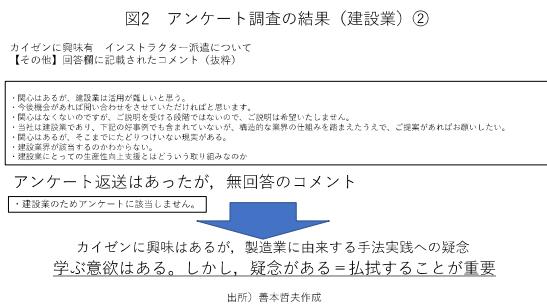 図2　アンケート調査の結果（建設業）②
カイゼンに興味有　インストラクター派遣について
【その他】回答欄に記載されたコメント（抜粋）
・関心はあるが、建設業は活用が難しいと思う。
・今後機会があれば問い合わせをさせていただければと思います。
・関心はなくないのですが、ご説明を受ける段階ではないので、ご説明は希望いたしません。
・当社は建設業であり、下記の好事例でも含まれていないが、構造的な業界の仕組みを踏まえたうえで、ご提案があればお願いしたい。
・関心はあるが、そこまでにたどりつけいない現実がある。
・建設業界が該当するのかわからない。
・建設業にとっての生産性向上支援とはどういう取り組みなのか
アンケート返送はあったが，無回答のコメント
・建設業のためアンケートに該当しません。
カイゼンに興味はあるが，製造業に由来する手法実践への疑念
学ぶ意欲はある。しかし，疑念がある＝払拭することが重要
出所）善本哲夫作成